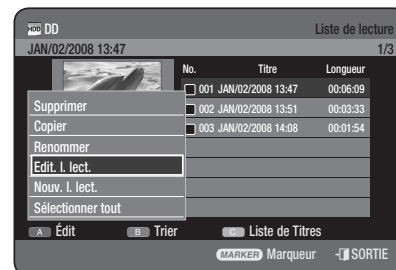 HDD DD Liste de lecture
JAN/02/2008 13:47 1/3
No. Titre Longueur
001 JAN/02/2008 13:47 00:06:09
002 JAN/02/2008 13:51 00:03:33
003 JAN/02/2008 14:08 00:01:54
Supprimer
Copier
Renommer
Edit. l. lect.
Nouv. l. lect.
Sélectionner tout
A Édit B Trier C Liste de Titres
MARKER Marqueur SORTIE